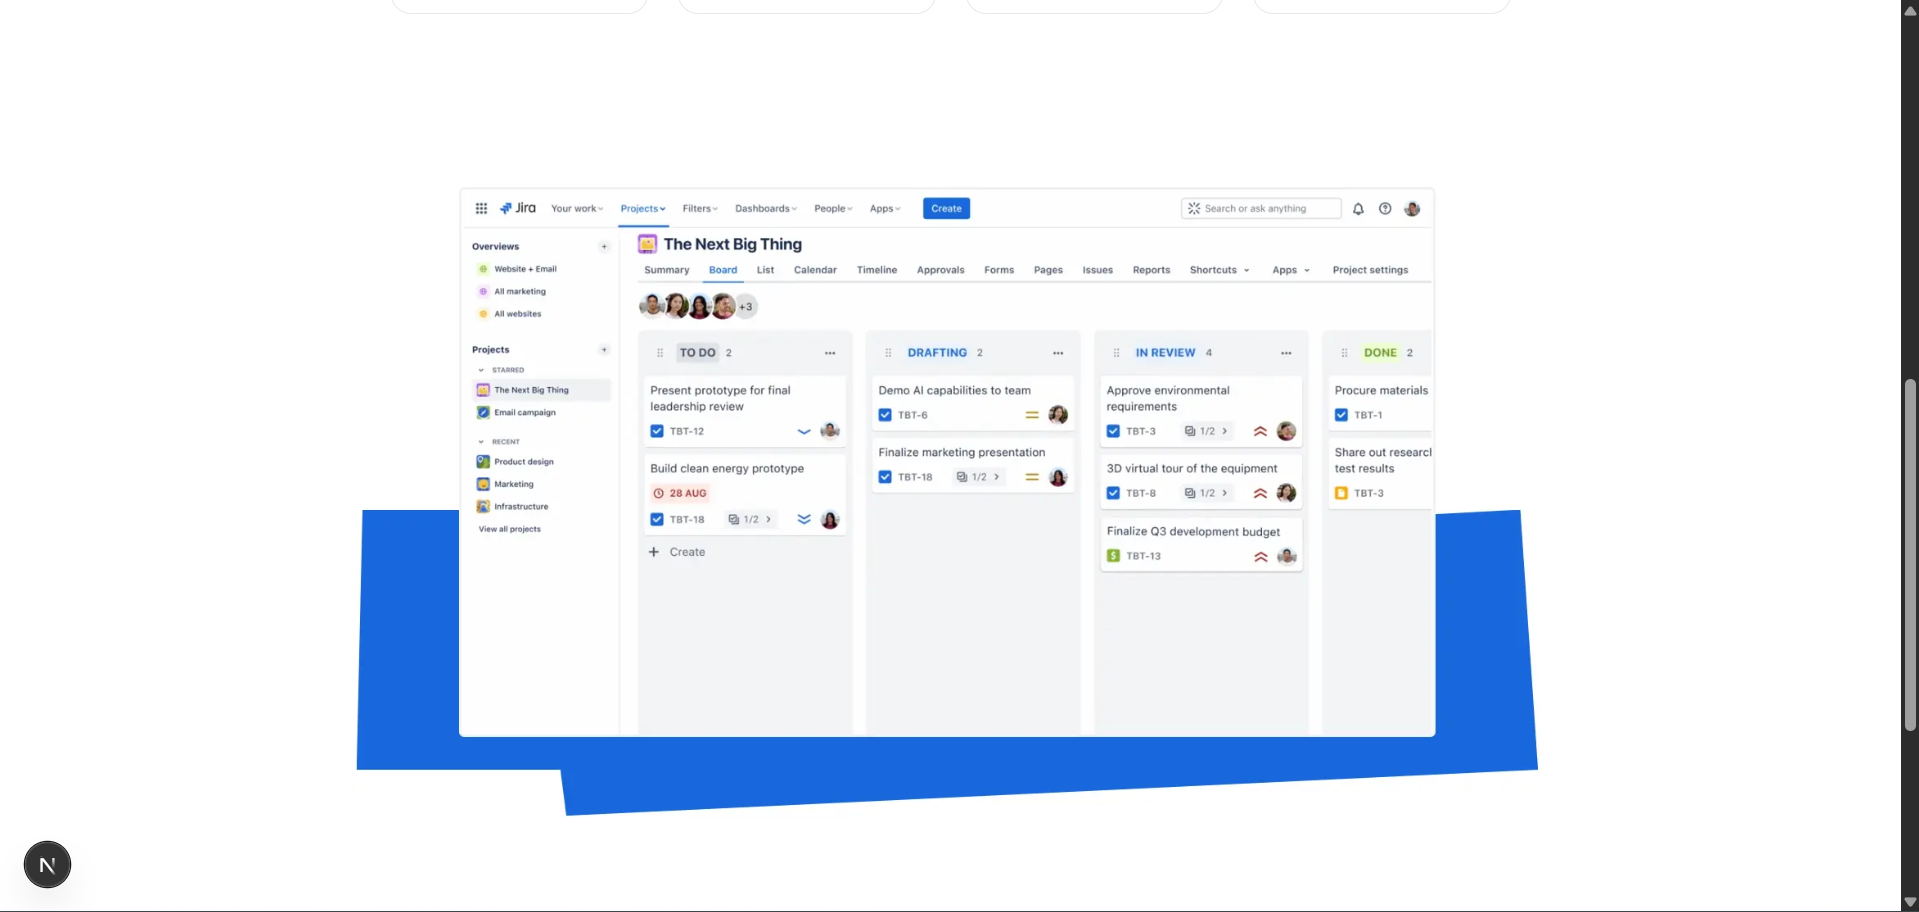 Jira
Your work
Projects
Filters
Dashboards
People
Apps
Create
Search or ask anything
Overviews
Website + Email
All marketing
All websites
Projects
STARRED
The Next Big Thing
Email campaign
RECENT
Product design
Marketing
Infrastructure
View all projects
The Next Big Thing
Summary
Board
List
Calendar
Timeline
Approvals
Forms
Pages
Issues
Reports
Shortcuts
Apps
Project settings
+3
TO DO 2
Present prototype for final
leadership review
TBT-12
Build clean energy prototype
28 AUG
TBT-18
1/2
+ Create
DRAFTING 2
Demo AI capabilities to team
TBT-6
Finalize marketing presentation
TBT-18
1/2
IN REVIEW 4
Approve environmental
requirements
TBT-3
1/2
3D virtual tour of the equipment
TBT-8
1/2
Finalize Q3 development budget
$
TBT-13
DONE 2
Procure materials
TBT-1
Share out researc
test results
TBT-3
N